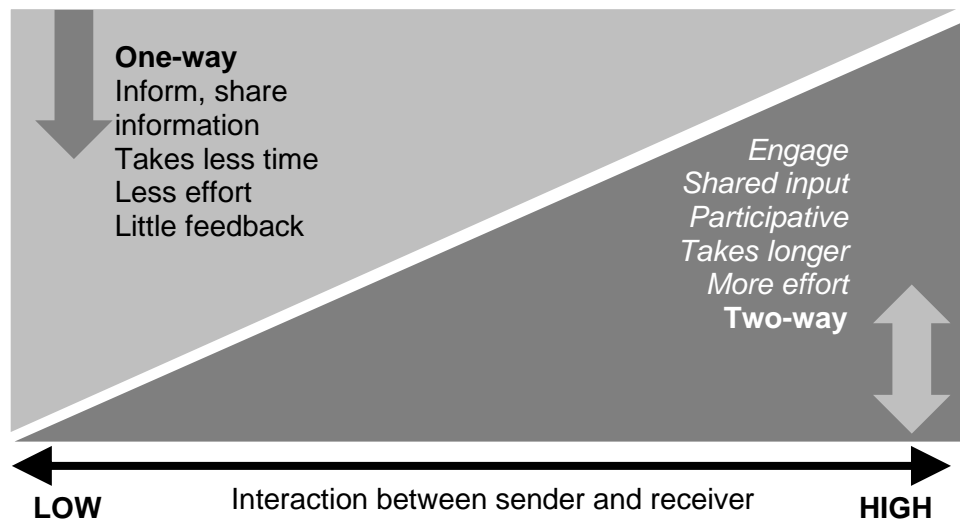 One-way
Inform, share
information
Takes less time
Less effort
Little feedback
Engage
Shared input
Participative
Takes longer
More effort
Two-way
LOW
Interaction between sender and receiver
HIGH